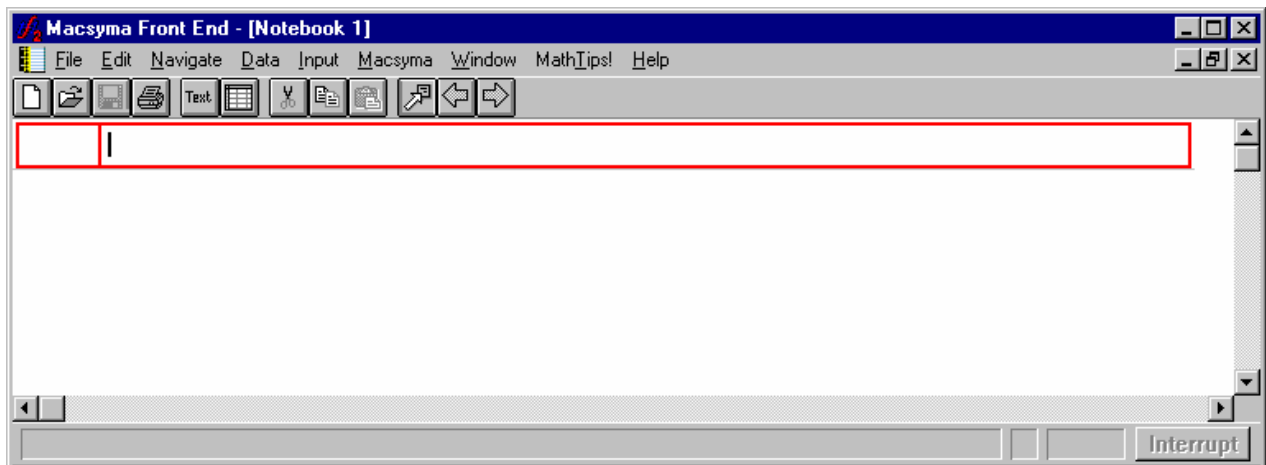 Macsyma Front End - [Notebook 1]
File Edit Navigate Data Input Macsyma Window MathTips! Help
Text
Interrupt